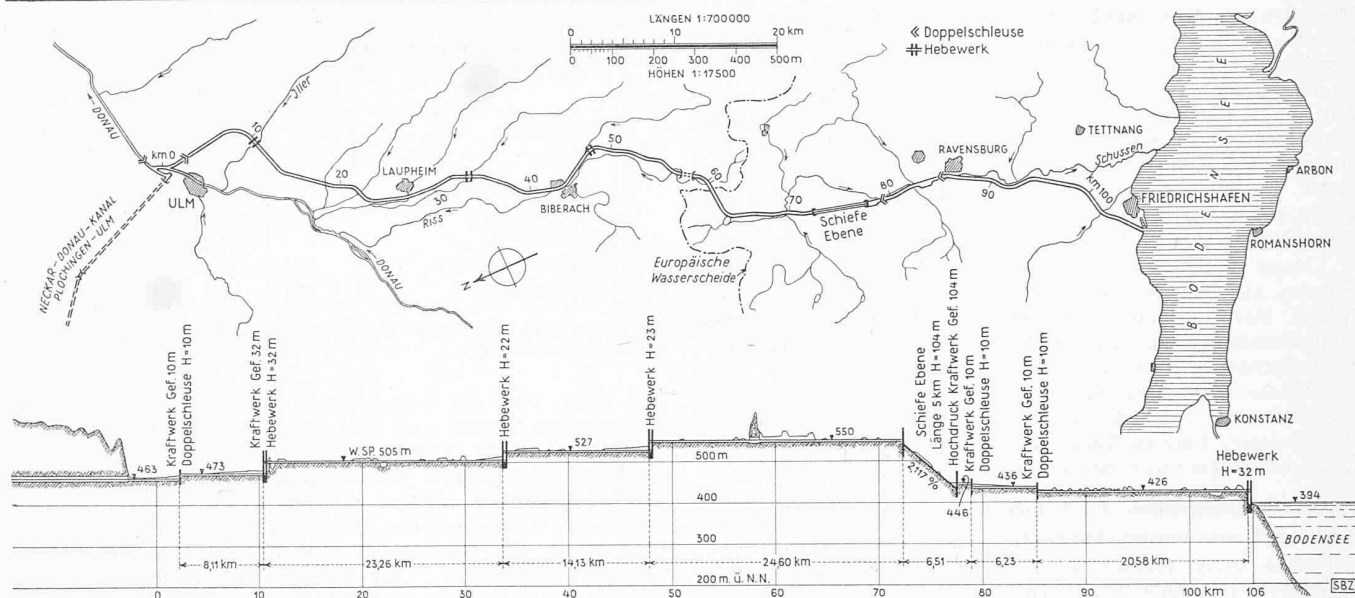 LÄNGEN 1:700000
0 10 20 km
0 100 200 300 400 500 m
HÖHEN 1:17500
Doppelschleuse
Hebewerk
DONAU
Jller
km 0
10
ULM
NECKAR-DONAU-KANAL
PLOCHINGEN-ULM
20
LAUPHEIM
30
RISS
DONAU
N
40
BIBERACH
50
60
Europäische
Wasserscheide
70
Schiefe
Ebene
80
RAVENSBURG
90
TETTNANG
Schussen
km 100
FRIEDRICHSHAFEN
BODENSEE
ARBON
ROMANSHORN
KONSTANZ
Kraftwerk Gef. 10 m
Doppelschleuse H=10 m
Kraftwerk Gef. 32 m
Hebewerk H=32 m
Hebewerk H=22 m
Hebewerk H=23 m
Schiefe Ebene
Länge 5 km H=104 m
Hochdruck Kraftwerk Gef. 104 m
Kraftwerk Gef. 10 m
Doppelschleuse H=10 m
Kraftwerk Gef. 10 m
Doppelschleuse H=10 m
Hebewerk
H=32 m
463
473
W.SP. 505 m
527
550
2,117 %
446
436
426
394
500 m
400
300
200 m. ü. N.N.
BODENSEE
8,11 km
23,26 km
14,13 km
24,60 km
6,51
6,23
20,58 km
0 10 20 30 40 50 60 70 80 90 100 km 106
SBZ